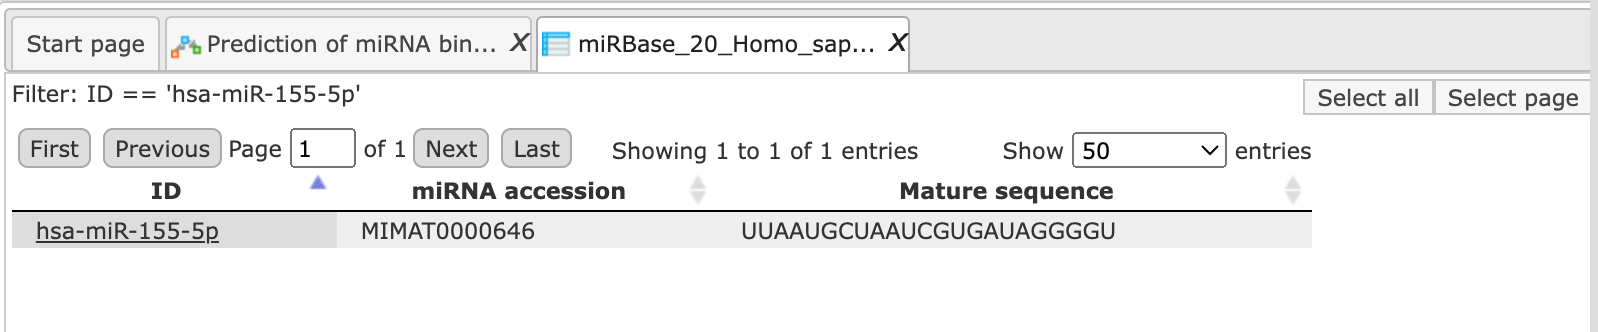 Start page Prediction of miRNA bin... X miRBase_20_Homo_sap... X
Filter: ID == 'hsa-miR-155-5p' Select all Select page
First Previous Page 1 of 1 Next Last Showing 1 to 1 of 1 entries Show 50 entries
ID miRNA accession Mature sequence
hsa-miR-155-5p MIMAT0000646 UUAAUGCUAAUCGUGAUAGGGGU